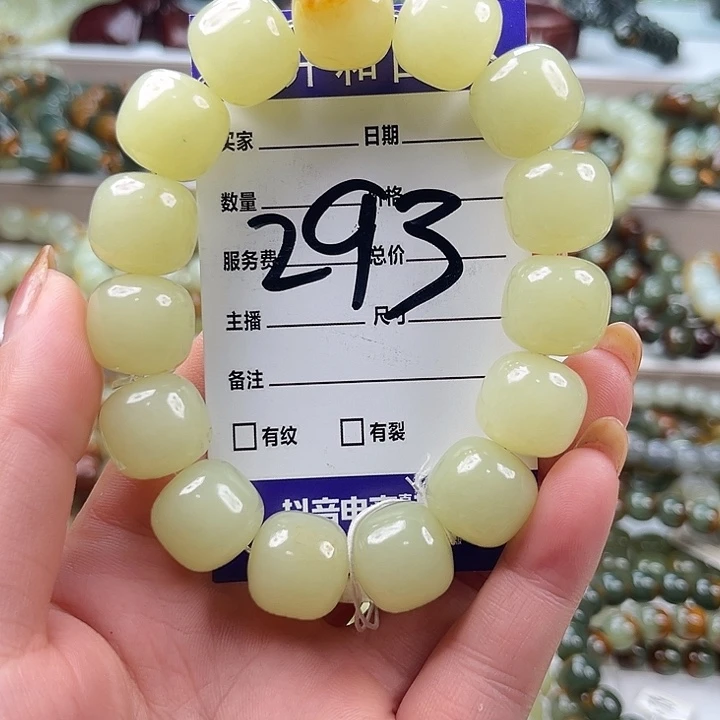 买家 日期
数量 价格
293
服务费 总价
主播 尺寸
备注
有纹 有裂
抖音电商